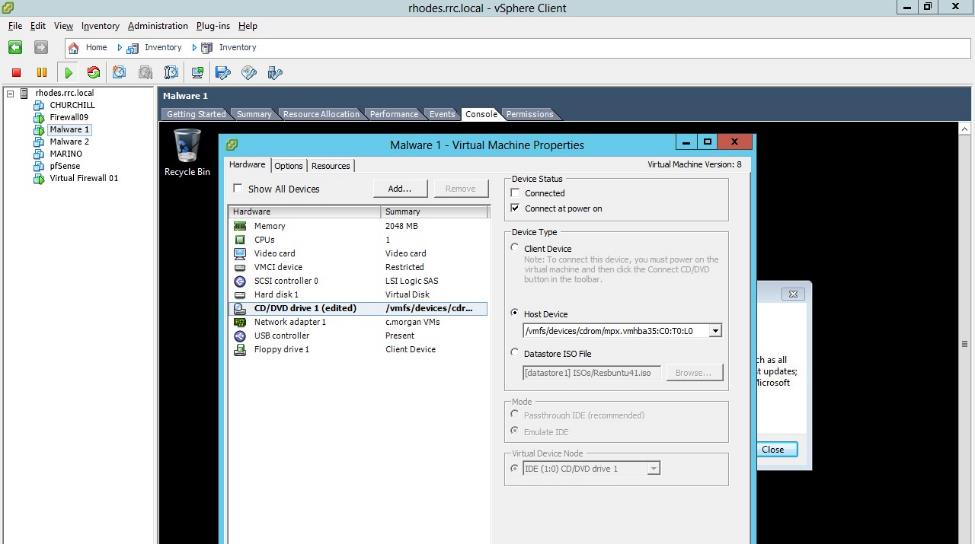 rhodes.rrc.local - vSphere Client
File Edit View Inventory Administration Plug-ins Help
Home Inventory Inventory
rhodes.rrc.local
CHURCHILL
Firewall09
Malware 1
Malware 2
MARINO
pfSense
Virtual Firewall 01
Malware 1
Getting Started Summary Resource Allocation Performance Events Console Permissions
Recycle Bin
Malware 1 - Virtual Machine Properties
Hardware Options Resources Virtual Machine Version: 8
Show All Devices Add... Remove
Hardware Summary
Memory 2048 MB
CPUs 1
Video card Video card
VMCI device Restricted
SCSI controller 0 LSI Logic SAS
Hard disk 1 Virtual Disk
CD/DVD drive 1 (edited) /vmfs/devices/cdr...
Network adapter 1 c.morgan VMs
USB controller Present
Floppy drive 1 Client Device
Device Status
Connected
Connect at power on
Device Type
Client Device
Note: To connect this device, you must power on the
virtual machine and then click the Connect CD/DVD
button in the toolbar.
Host Device
/vmfs/devices/cdrom/mpx.vmhba35:C0:T0:L0
Datastore ISO File
[datastore1] ISOs/Resbuntu41.iso Browse...
Mode
Passthrough IDE (recommended)
Emulate IDE
Virtual Device Node
IDE (1:0) CD/DVD drive 1
ch as all
t updates;
Microsoft
Close